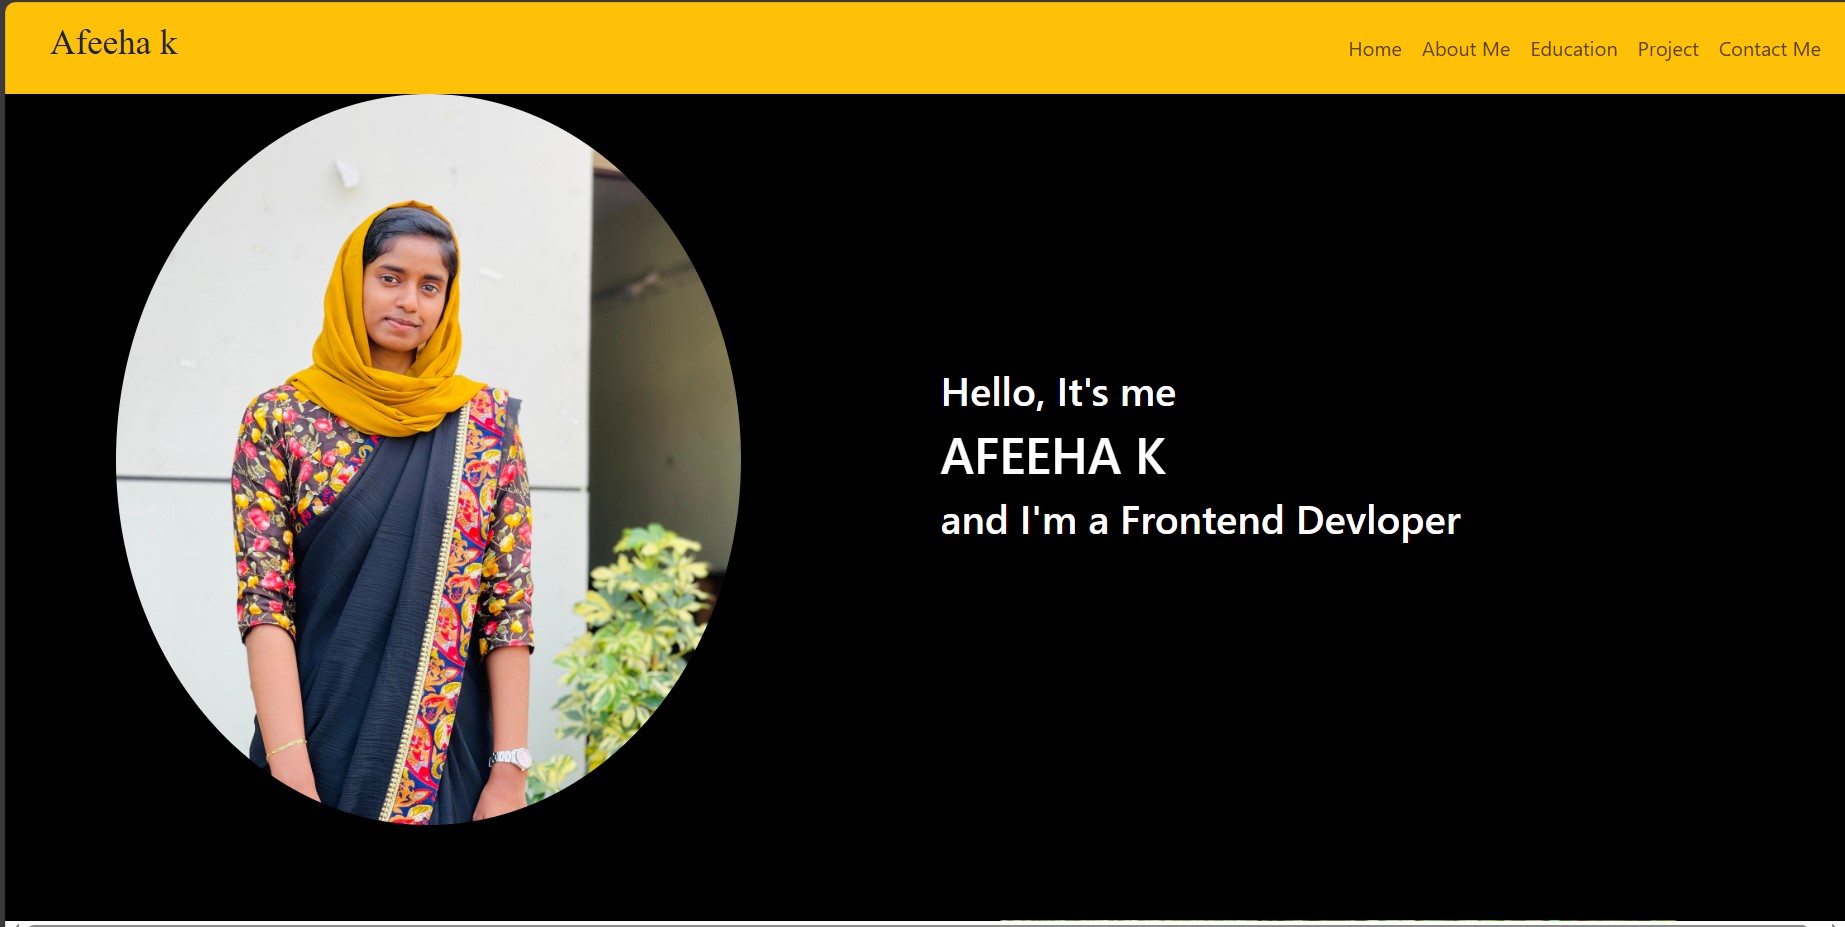 Afeeha k
Home About Me Education Project Contact Me
Hello, It's me
AFEEHA K
and I'm a Frontend Devloper